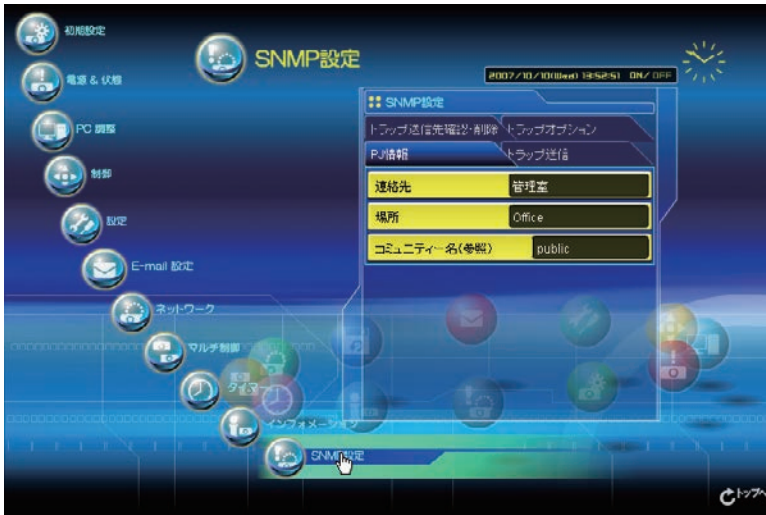 初期設定
SNMP設定
電源 & 状態
2007/10/10(Wed) 13:52:51 ON/OFF
SNMP設定
トラップ送信先確認・削除 トラップオプション
PC 調整
PJ情報 トラップ送信
制御
連絡先 管理室
場所 Office
設定
コミュニティー名(参照) public
E-mail 設定
ネットワーク
マルチ制御
タイマー
インフォメーション
SNMP設定
トップへ